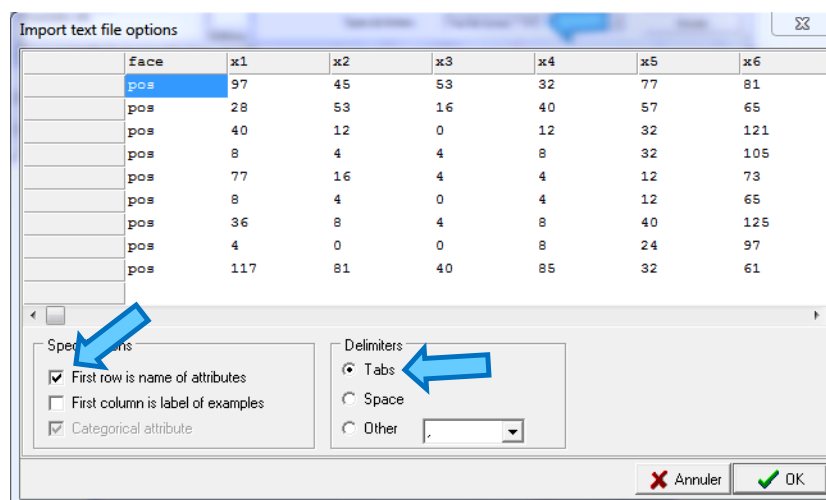 Import text file options
face x1 x2 x3 x4 x5 x6
pos 97 45 53 32 77 81
pos 28 53 16 40 57 65
pos 40 12 0 12 32 121
pos 8 4 4 8 32 105
pos 77 16 4 4 12 73
pos 8 4 0 4 12 65
pos 36 8 4 8 40 125
pos 4 0 0 8 24 97
pos 117 81 40 85 32 61
Delimiters
First row is name of attributes
Tabs
First column is label of examples
Space
Categorical attribute
Other ,
Annuler OK